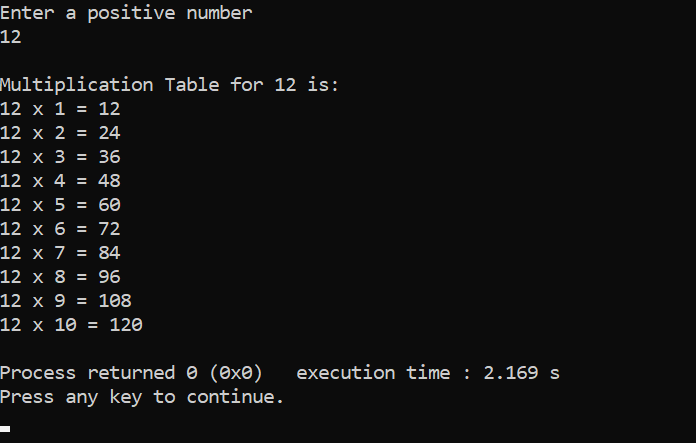 Enter a positive number
12
Multiplication Table for 12 is:
12 x 1 = 12
12 x 2 = 24
12 x 3 = 36
12 x 4 = 48
12 x 5 = 60
12 x 6 = 72
12 x 7 = 84
12 x 8 = 96
12 x 9 = 108
12 x 10 = 120
Process returned 0 (0x0)   execution time : 2.169 s
Press any key to continue.